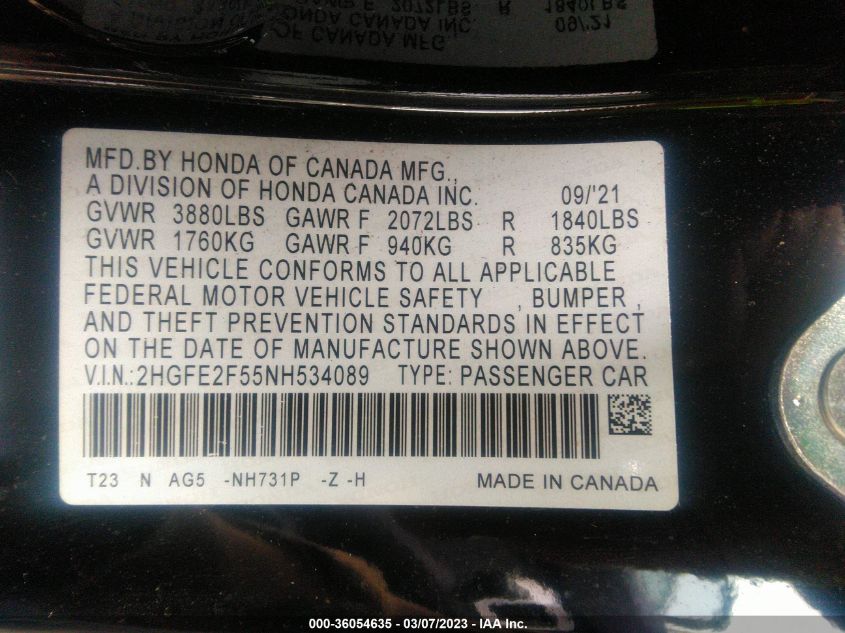 MFD.BY HONDA OF CANADA MFG.,
A DIVISION OF HONDA CANADA INC. 09/'21
GVWR 3880LBS GAWR F 2072LBS R 1840LBS
GVWR 1760KG GAWR F 940KG R 835KG
THIS VEHICLE CONFORMS TO ALL APPLICABLE
FEDERAL MOTOR VEHICLE SAFETY , BUMPER ,
AND THEFT PREVENTION STANDARDS IN EFFECT
ON THE DATE OF MANUFACTURE SHOWN ABOVE.
V.I.N.:2HGFE2F55NH534089 TYPE: PASSENGER CAR
T23 N AG5 -NH731P -Z -H MADE IN CANADA
000-36054635 - 03/07/2023 - IAA Inc.